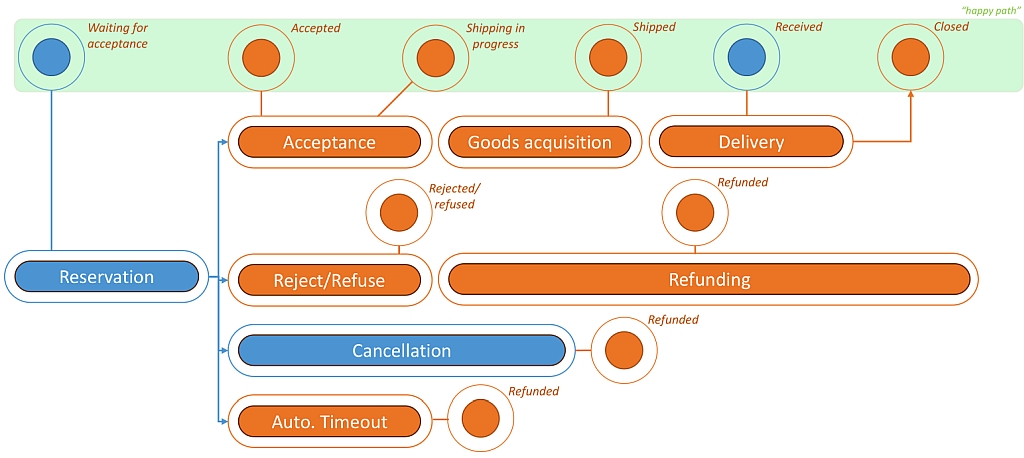 "happy path"
Waiting for
acceptance
Accepted
Shipping in
progress
Shipped
Received
Closed
Acceptance
Goods acquisition
Delivery
Rejected/
refused
Refunded
Reservation
Reject/Refuse
Refunding
Refunded
Cancellation
Refunded
Auto. Timeout